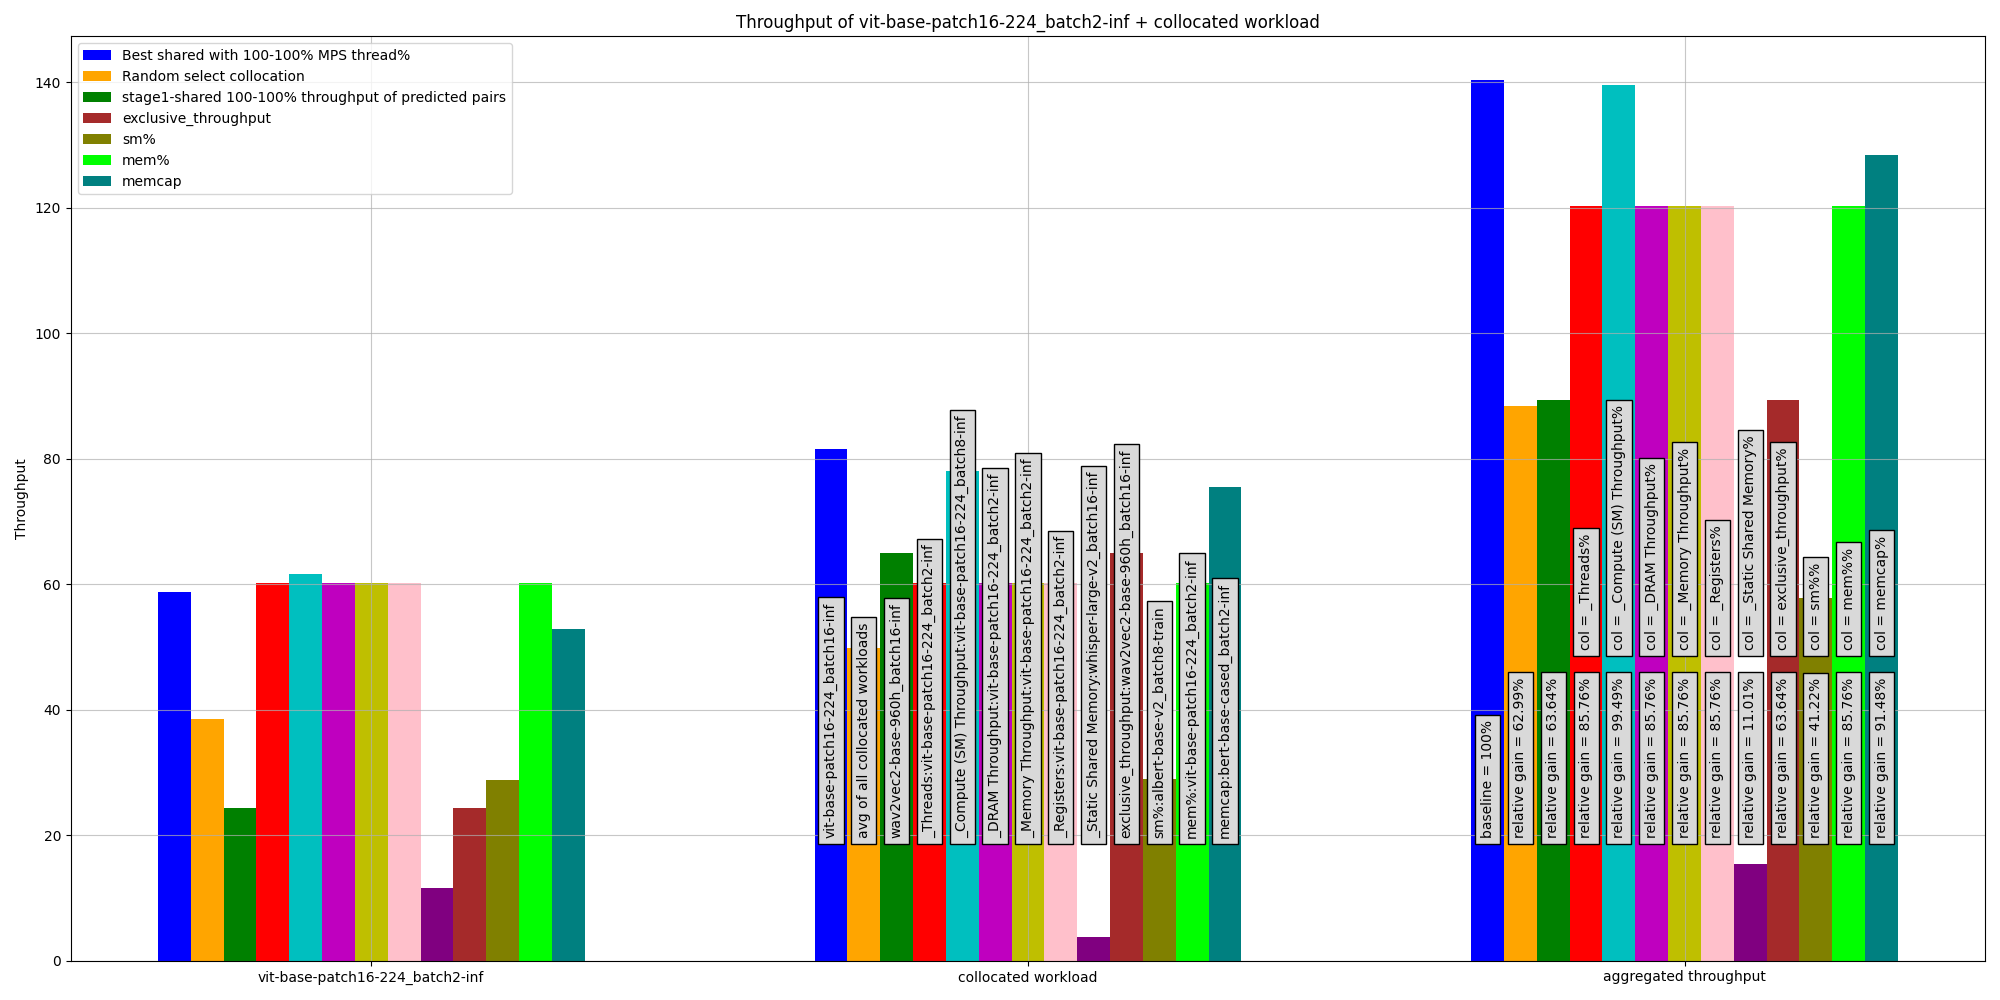 Throughput of vit-base-patch16-224_batch2-inf + collocated workload
Best shared with 100-100% MPS thread%
Random select collocation
stage1-shared 100-100% throughput of predicted pairs
exclusive_throughput
sm%
mem%
memcap
Throughput
140
120
100
80
60
40
20
0
vit-base-patch16-224_batch16-inf
avg of all collocated workloads
wav2vec2-base-960h_batch16-inf
_Threads:vit-base-patch16-224_batch2-inf
_Compute (SM) Throughput:vit-base-patch16-224_batch8-inf
_DRAM Throughput:vit-base-patch16-224_batch2-inf
_Memory Throughput:vit-base-patch16-224_batch2-inf
_Registers:vit-base-patch16-224_batch2-inf
_Static Shared Memory:whisper-large-v2_batch16-inf
exclusive_throughput:wav2vec2-base-960h_batch16-inf
sm%:albert-base-v2_batch8-train
mem%:vit-base-patch16-224_batch2-inf
memcap:bert-base-cased_batch2-inf
col = _Threads%
col = _Compute (SM) Throughput%
col = _DRAM Throughput%
col = _Memory Throughput%
col = _Registers%
col = _Static Shared Memory%
col = exclusive_throughput%
col = sm%%
col = mem%%
col = memcap%
baseline = 100%
relative gain = 62.99%
relative gain = 63.64%
relative gain = 85.76%
relative gain = 99.49%
relative gain = 85.76%
relative gain = 85.76%
relative gain = 85.76%
relative gain = 11.01%
relative gain = 63.64%
relative gain = 41.22%
relative gain = 85.76%
relative gain = 91.48%
vit-base-patch16-224_batch2-inf
collocated workload
aggregated throughput